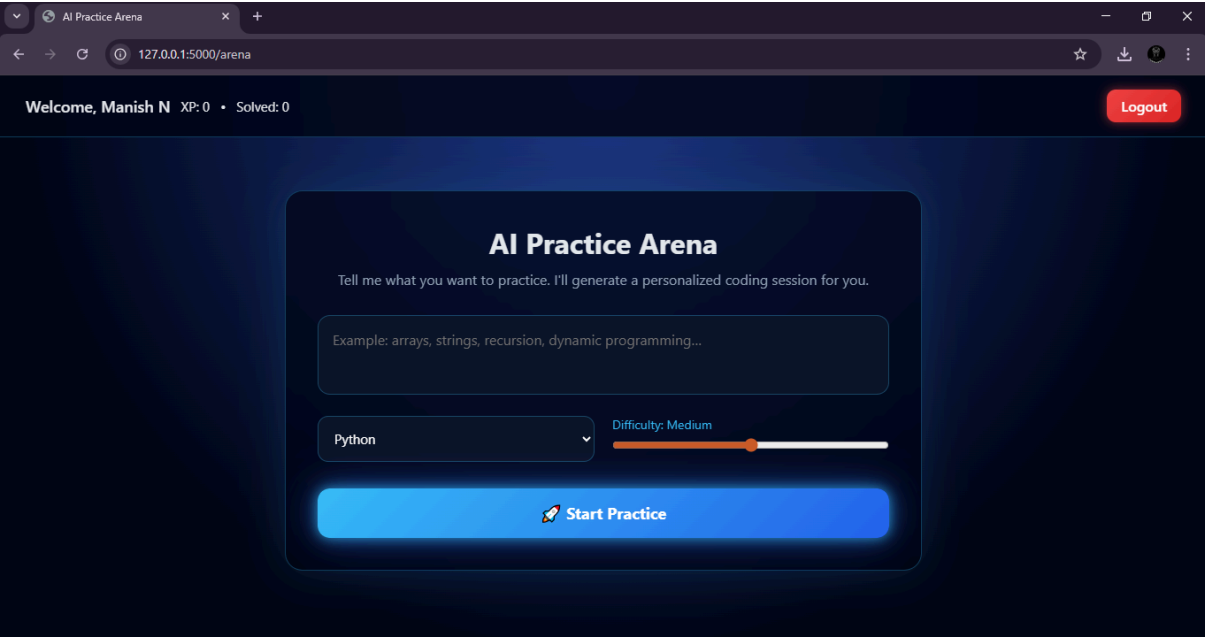 AI Practice Arena
127.0.0.1:5000/arena
Welcome, Manish N XP: 0 • Solved: 0
Logout
AI Practice Arena
Tell me what you want to practice. I'll generate a personalized coding session for you.
Example: arrays, strings, recursion, dynamic programming...
Python
Difficulty: Medium
🚀 Start Practice